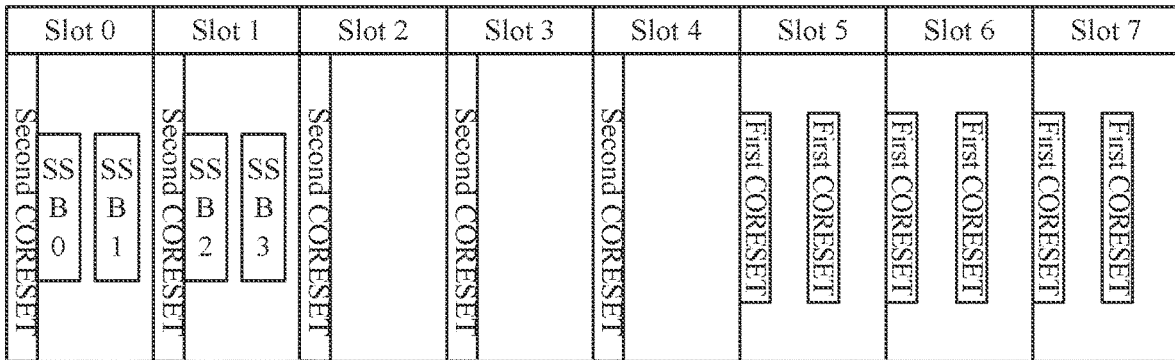 Slot 0
Slot 1
Slot 2
Slot 3
Slot 4
Slot 5
Slot 6
Slot 7
Second CORESET
SS
B
0
SS
B
1
Second CORESET
SS
B
2
SS
B
3
Second CORESET
Second CORESET
Second CORESET
First CORESET
First CORESET
First CORESET
First CORESET
First CORESET
First CORESET